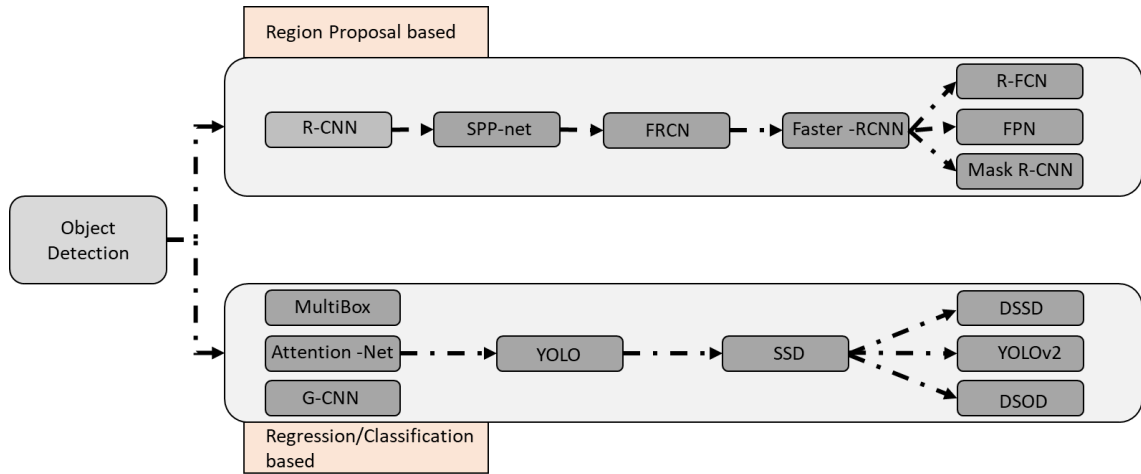 Region Proposal based
R-CNN
SPP-net
FRCN
Faster -RCNN
R-FCN
FPN
Mask R-CNN
Object
Detection
MultiBox
Attention -Net
G-CNN
YOLO
SSD
DSSD
YOLOv2
DSOD
Regression/Classification
based